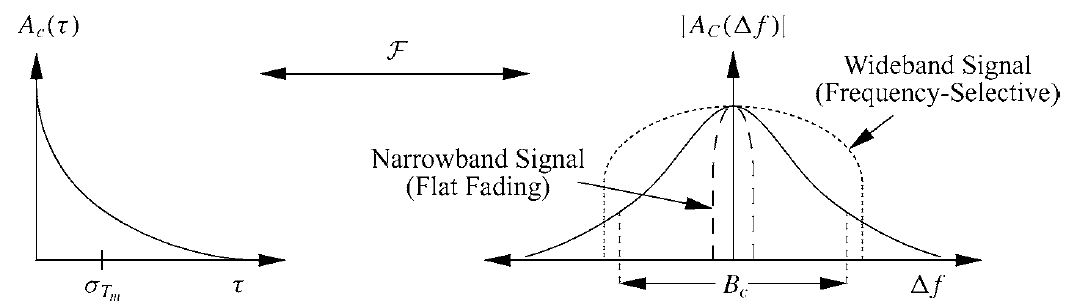 A_c(τ)
ℱ
|A_C(Δf)|
Wideband Signal
(Frequency-Selective)
Narrowband Signal
(Flat Fading)
σ_{T_m}
τ
B_c
Δf